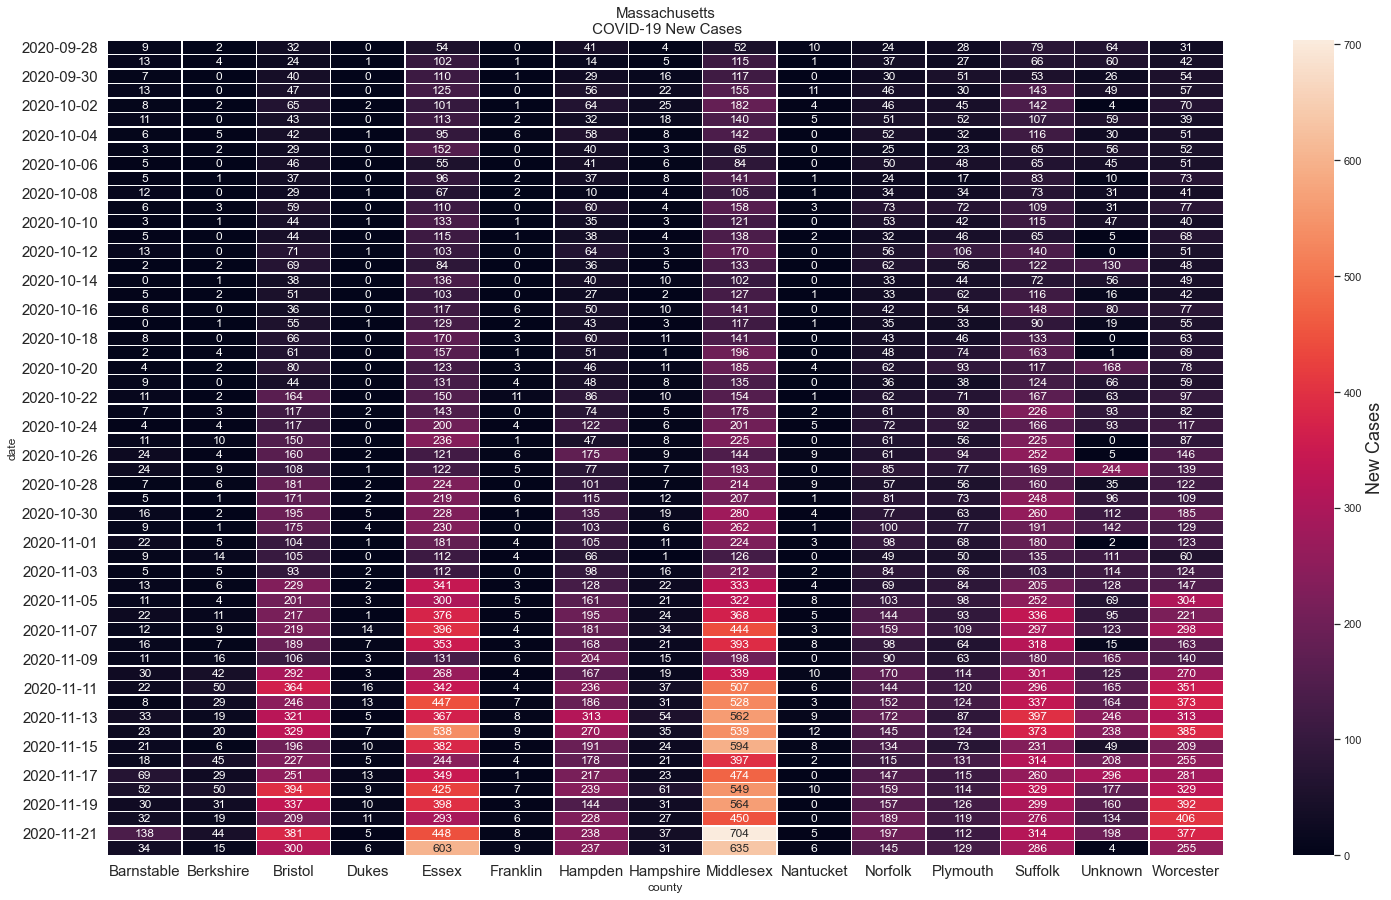 Massachusetts
COVID-19 New Cases
2020-09-28 9 2 32 0 54 0 41 4 52 10 24 28 79 64 31
13 4 24 1 102 1 14 5 115 1 37 27 66 60 42
2020-09-30 7 0 40 0 110 1 29 16 117 0 30 51 53 26 54
13 0 47 0 125 0 56 22 155 11 46 30 143 49 57
2020-10-02 8 2 65 2 101 1 64 25 182 4 46 45 142 4 70
11 0 43 0 113 2 32 18 140 5 51 52 107 59 39
2020-10-04 6 5 42 1 95 6 58 8 142 0 52 32 116 30 51
3 2 29 0 152 0 40 3 65 0 25 23 65 56 52
2020-10-06 5 0 46 0 55 0 41 6 84 0 50 48 65 45 51
5 1 37 0 96 2 37 8 141 1 24 17 83 10 73
2020-10-08 12 0 29 1 67 2 10 4 105 1 34 34 73 31 41
6 3 59 0 110 0 60 4 158 3 73 72 109 31 77
2020-10-10 3 1 44 1 133 1 35 3 121 0 53 42 115 47 40
5 0 44 0 115 1 38 4 138 2 32 46 65 5 68
2020-10-12 13 0 71 1 103 0 64 3 170 0 56 106 140 0 51
2 2 69 0 84 0 36 5 133 0 62 56 122 130 48
2020-10-14 0 1 38 0 136 0 40 10 102 0 33 44 72 56 49
5 2 51 0 103 0 27 2 127 1 33 62 116 16 42
2020-10-16 6 0 36 0 117 6 50 10 141 0 42 54 148 80 77
0 1 55 1 129 2 43 3 117 1 35 33 90 19 55
2020-10-18 8 0 66 0 170 3 60 11 141 0 43 46 133 0 63
2 4 61 0 157 1 51 1 196 0 48 74 163 1 69
2020-10-20 4 2 80 0 123 3 46 11 185 4 62 93 117 168 78
9 0 44 0 131 4 48 8 135 0 36 38 124 66 59
2020-10-22 11 2 164 0 150 11 86 10 154 1 62 71 167 63 97
7 3 117 2 143 0 74 5 175 2 61 80 226 93 82
2020-10-24 4 4 117 0 200 4 122 6 201 5 72 92 166 93 117
11 10 150 0 236 1 47 8 225 0 61 56 225 0 87
2020-10-26 24 4 160 2 121 6 175 9 144 9 61 94 252 5 146
24 9 108 1 122 5 77 7 193 0 85 77 169 244 139
2020-10-28 7 6 181 2 224 0 101 7 214 9 57 56 160 35 122
5 1 171 2 219 6 115 12 207 1 81 73 248 96 109
2020-10-30 16 2 195 5 228 1 135 19 280 4 77 63 260 112 185
9 1 175 4 230 0 103 6 262 1 100 77 191 142 129
2020-11-01 22 5 104 1 181 4 105 11 224 3 98 68 180 2 123
9 14 105 0 112 4 66 1 126 0 49 50 135 111 60
2020-11-03 5 5 93 2 112 0 98 16 212 2 84 66 103 114 124
13 6 229 2 341 3 128 22 333 4 69 84 205 128 147
2020-11-05 11 4 201 3 300 5 161 21 322 8 103 98 252 69 304
22 11 217 1 376 5 195 24 368 5 144 93 336 95 221
2020-11-07 12 9 219 14 396 4 181 34 444 3 159 109 297 123 298
16 7 189 7 353 3 168 21 393 8 98 64 318 15 163
2020-11-09 11 16 106 3 131 6 204 15 198 0 90 63 180 165 140
30 42 292 3 268 4 167 19 339 10 170 114 301 125 270
2020-11-11 22 50 364 16 342 4 236 37 507 6 144 120 296 165 351
8 29 246 13 447 7 186 31 528 3 152 124 337 164 373
2020-11-13 33 19 321 5 367 8 313 54 562 9 172 87 397 246 313
23 20 329 7 538 9 270 35 539 12 145 124 373 238 385
2020-11-15 21 6 196 10 382 5 191 24 594 8 134 73 231 49 209
18 45 227 5 244 4 178 21 397 2 115 131 314 208 255
2020-11-17 69 29 251 13 349 1 217 23 474 0 147 115 260 296 281
52 50 394 9 425 7 239 61 549 10 159 114 329 177 329
2020-11-19 30 31 337 10 398 3 144 31 564 0 157 126 299 160 392
32 19 209 11 293 6 228 27 450 0 189 119 276 134 406
2020-11-21 138 44 381 5 448 8 238 31 704 5 197 112 314 198 377
34 15 300 6 603 9 237 31 635 6 145 129 286 4 255
Barnstable Berkshire Bristol Dukes Essex Franklin Hampden Hampshire Middlesex Nantucket Norfolk Plymouth Suffolk Unknown Worcester
county
date
700
600
500
400
300
200
100
0
New Cases